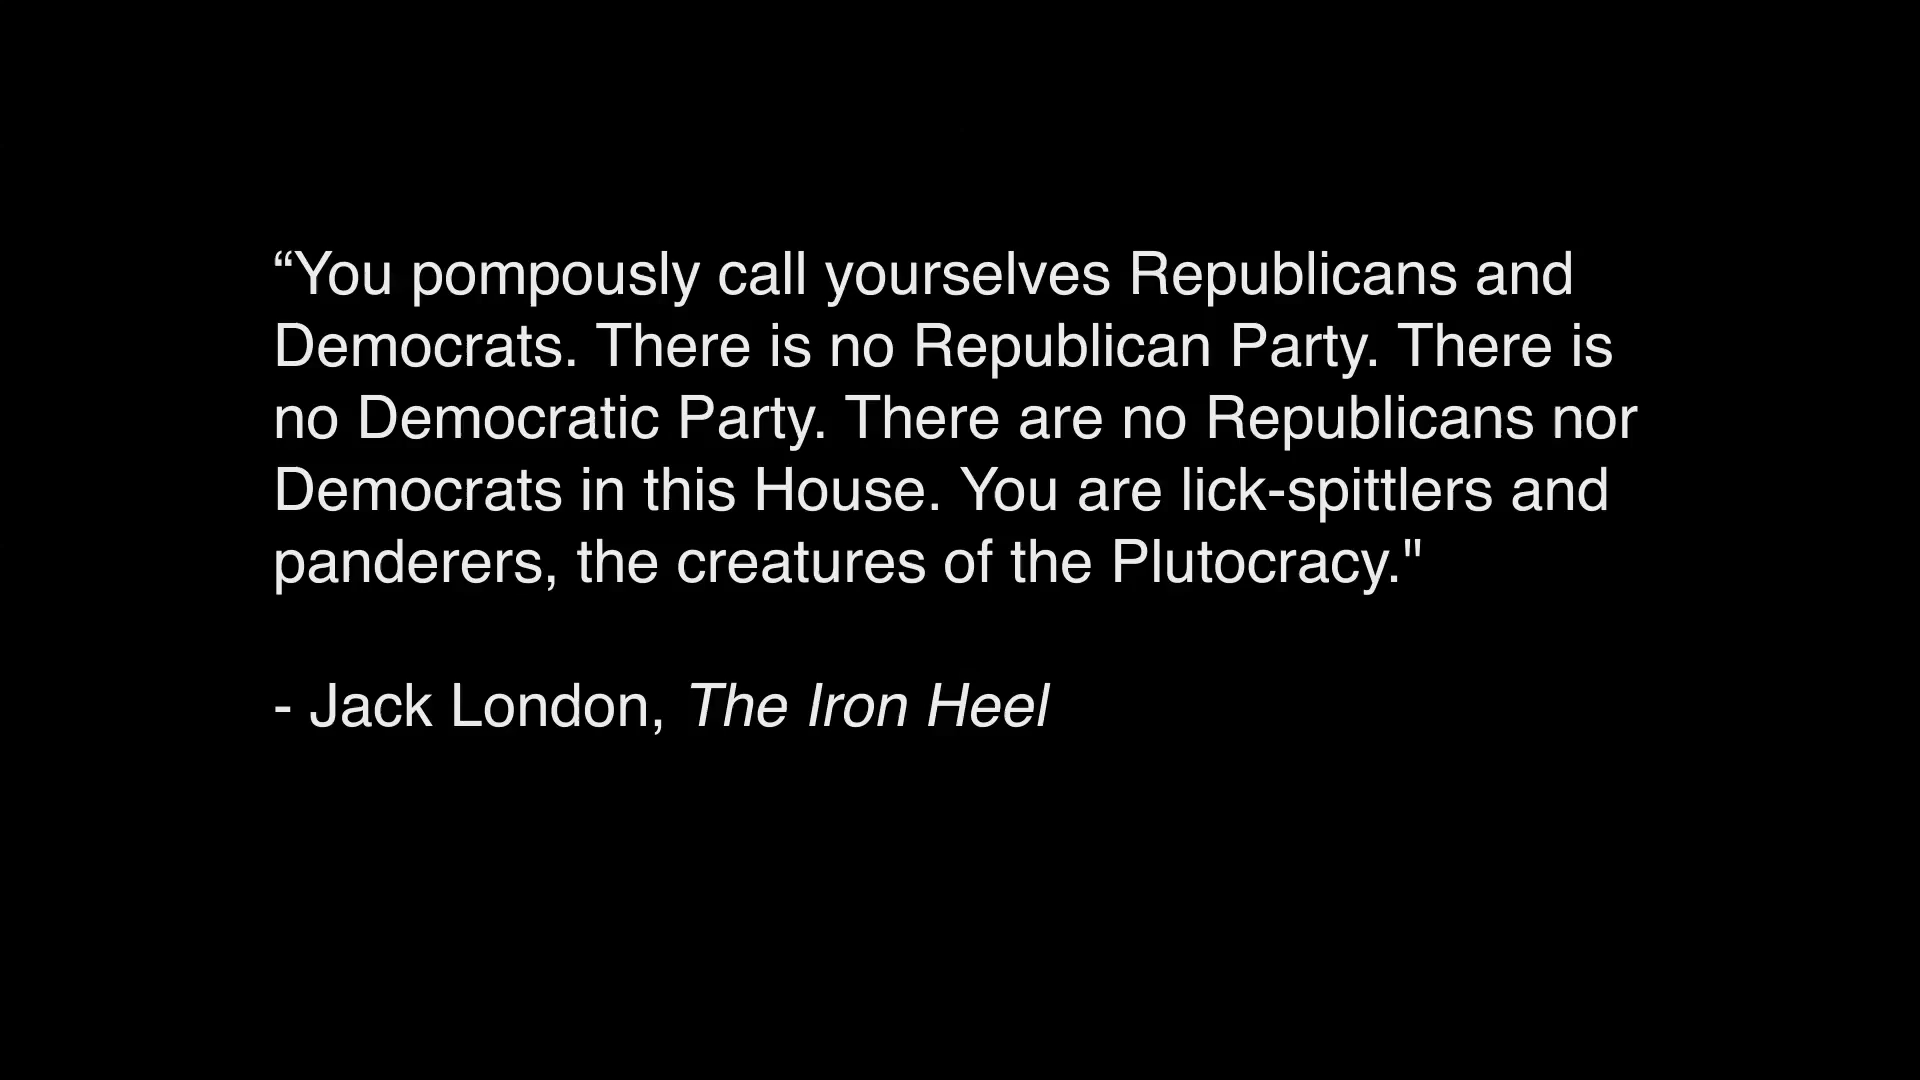 “You pompously call yourselves Republicans and
Democrats. There is no Republican Party. There is
no Democratic Party. There are no Republicans nor
Democrats in this House. You are lick-spittlers and
panderers, the creatures of the Plutocracy."
- Jack London, The Iron Heel